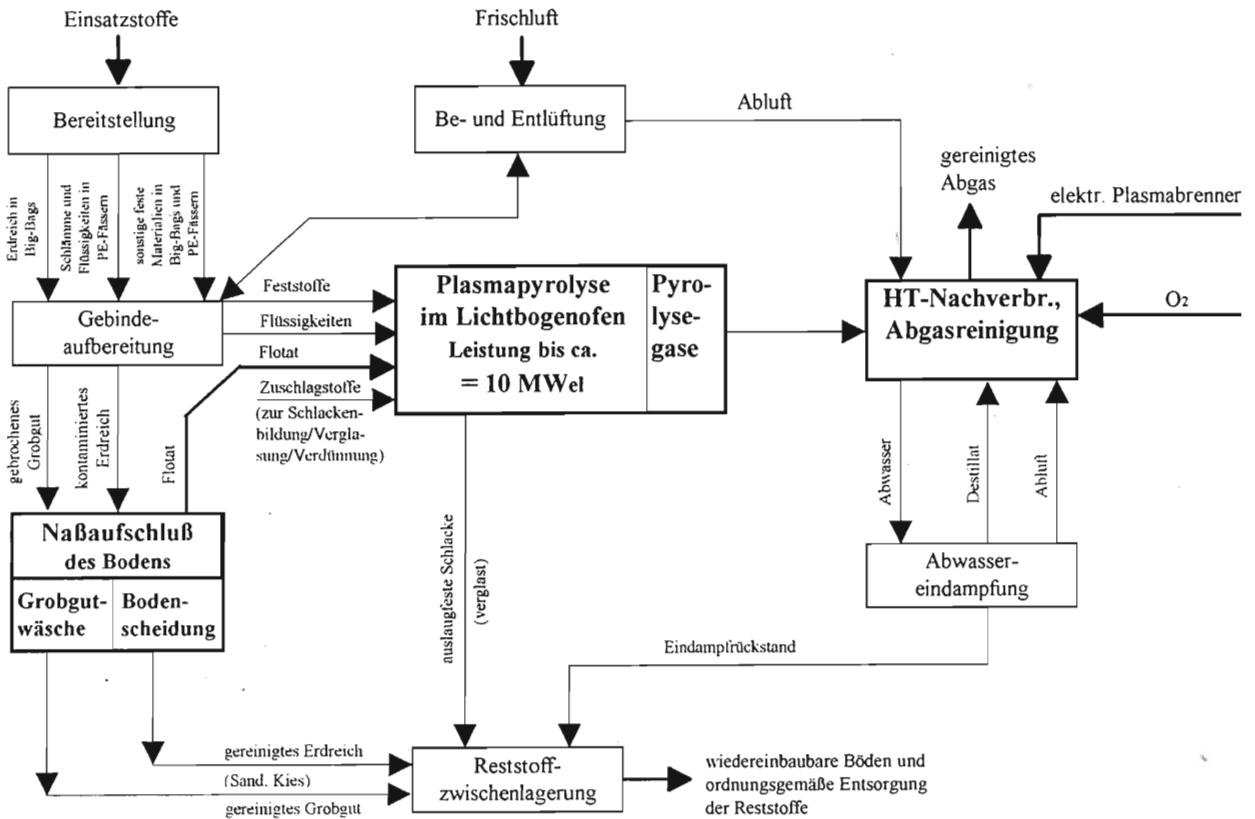 Einsatzstoffe
Frischluft
Bereitstellung
Be- und Entlüftung
Abluft
gereinigtes
Abgas
elektr. Plasmabrenner
Erdreich in
Big-Bags
Schlämme und
Flüssigkeiten in
PE-Fässern
sonstige feste
Materialien in
Big-Bags und
PE-Fässern
Gebinde-
aufbereitung
Feststoffe
Flüssigkeiten
Flotat
Zuschlagstoffe
(zur Schlacken-
bildung/Vergla-
sung/Verdünnung)
Plasmapyrolyse
im Lichtbogenofen
Leistung bis ca.
= 10 MWel
Pyro-
lyse-
gase
HT-Nachverbr.,
Abgasreinigung
O2
gebrochenes
Grobgut
kontaminiertes
Erdreich
Flotat
Abwasser
Destillat
Abluft
Naßaufschluß
des Bodens
Grobgut-
wäsche
Boden-
scheidung
auslaugfeste Schlacke
(verglast)
Abwasser-
eindampfung
Eindampfrückstand
gereinigtes Erdreich
(Sand. Kies)
gereinigtes Grobgut
Reststoff-
zwischenlagerung
wiedereinbaubare Böden und
ordnungsgemäße Entsorgung
der Reststoffe